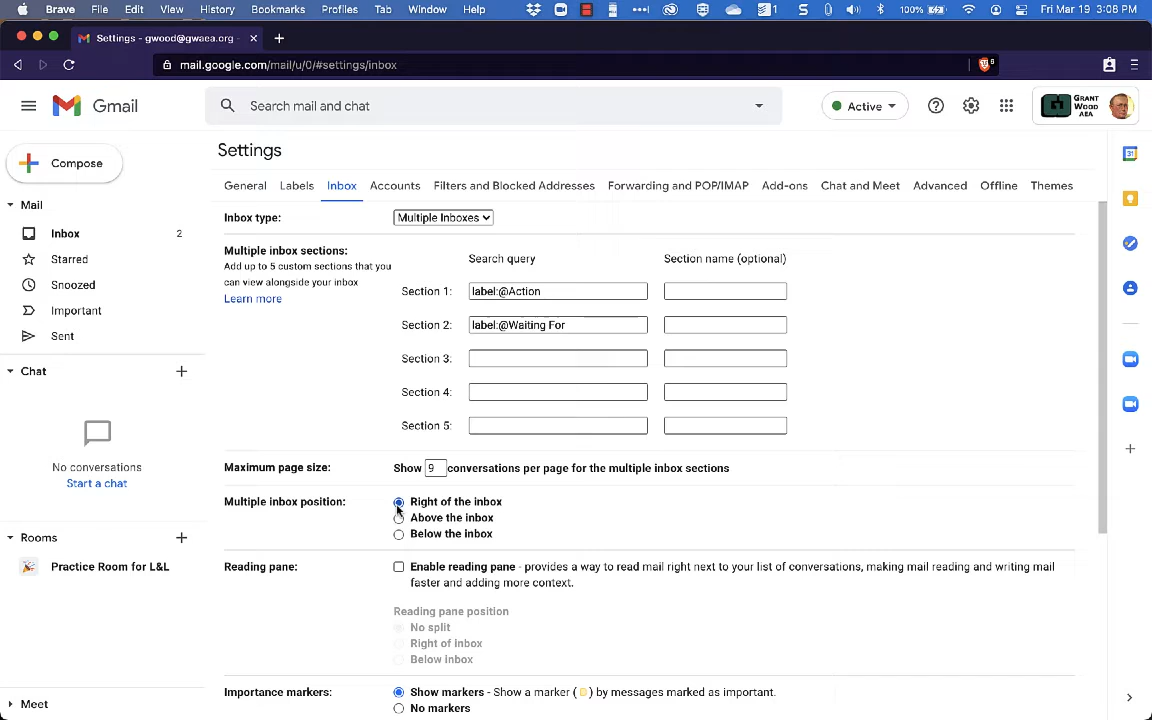 Brave File Edit View History Bookmarks Profiles Tab Window Help 1 100% Fri Mar 19 3:08 PM
Settings - gwood@gwaea.org -
mail.google.com/mail/u/0/#settings/inbox
Gmail
Search mail and chat
Active
GRANT WOOD AEA
Compose
Mail
Inbox 2
Starred
Snoozed
Important
Sent
Chat
No conversations
Start a chat
Rooms
Practice Room for L&L
Meet
Settings
General Labels Inbox Accounts Filters and Blocked Addresses Forwarding and POP/IMAP Add-ons Chat and Meet Advanced Offline Themes
Inbox type: Multiple Inboxes
Multiple inbox sections:
Add up to 5 custom sections that you
can view alongside your inbox
Learn more
Search query Section name (optional)
Section 1: label:@Action
Section 2: label:@Waiting For
Section 3:
Section 4:
Section 5:
Maximum page size: Show 9 conversations per page for the multiple inbox sections
Multiple inbox position: Right of the inbox
Above the inbox
Below the inbox
Reading pane: Enable reading pane - provides a way to read mail right next to your list of conversations, making mail reading and writing mail
faster and adding more context.
Reading pane position
No split
Right of inbox
Below inbox
Importance markers: Show markers - Show a marker ( ) by messages marked as important.
No markers